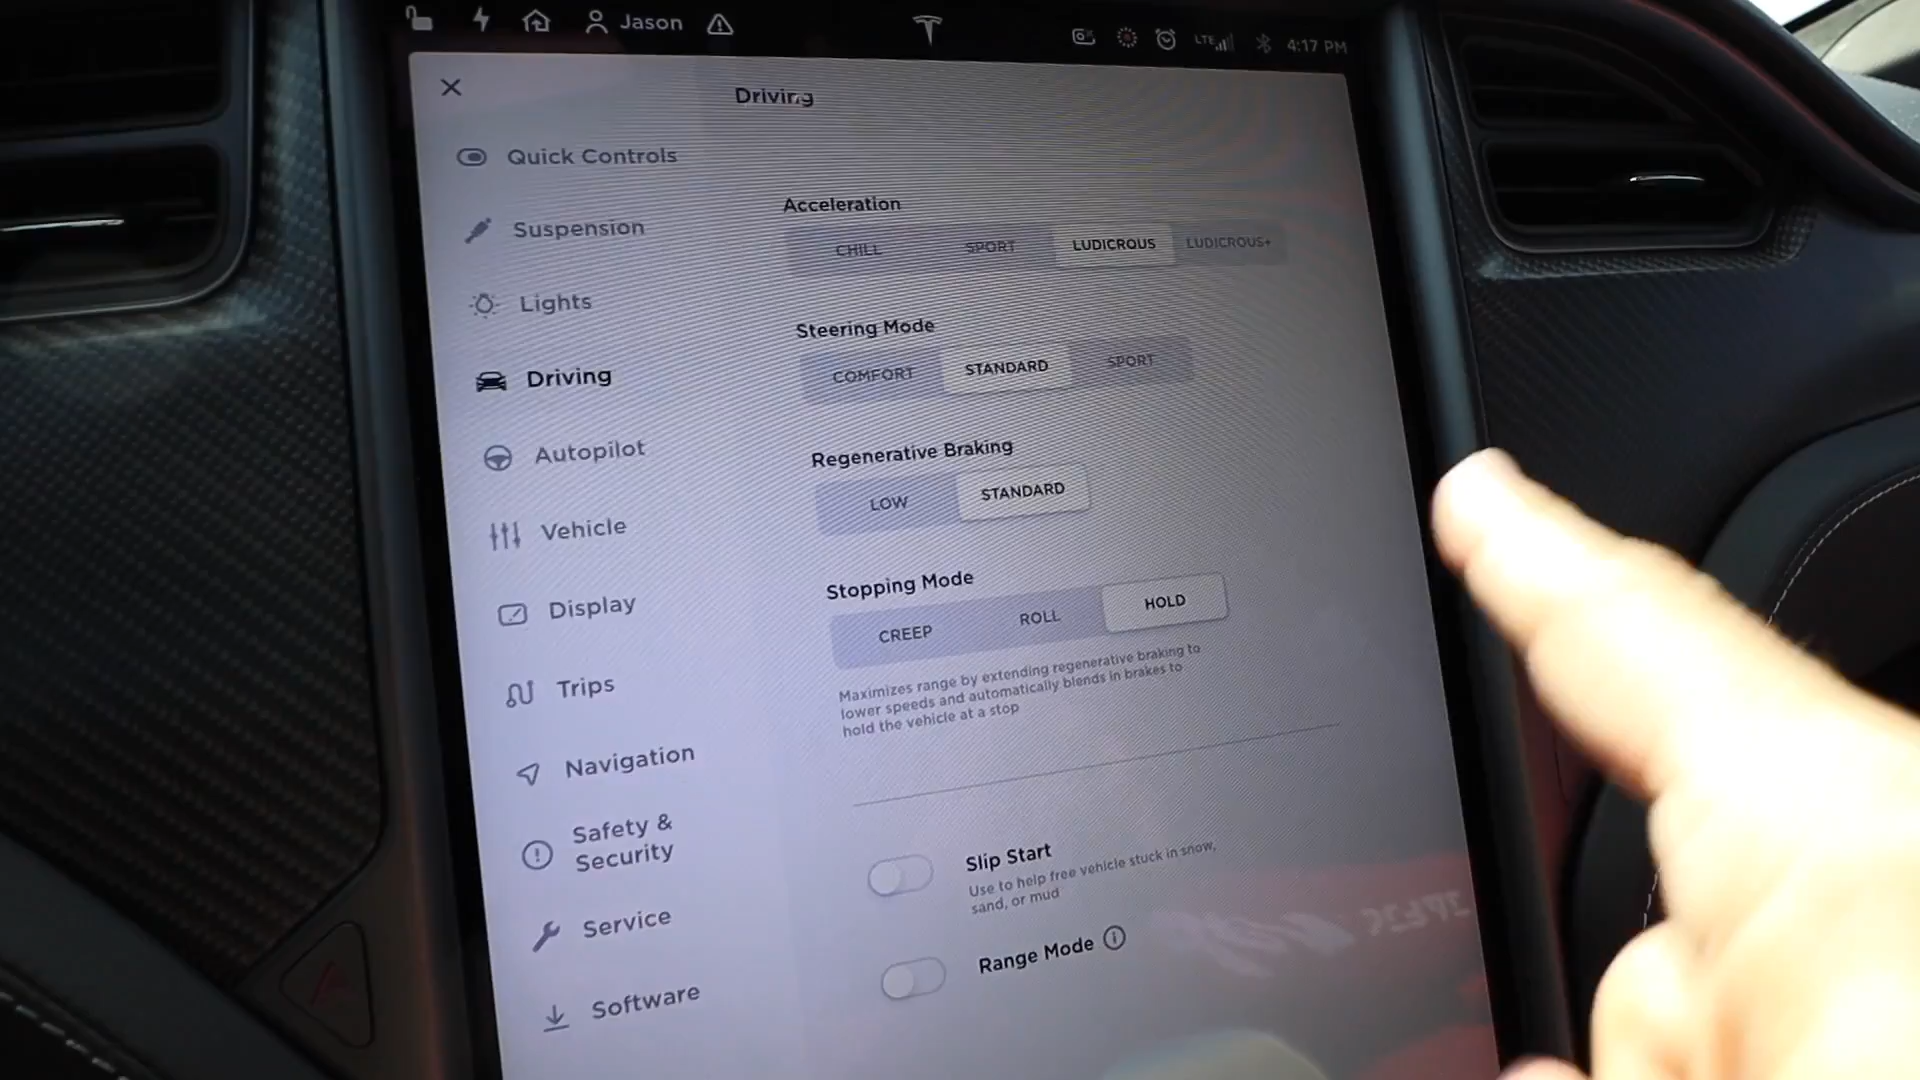 Jason
LTE
4:17 PM
Driving
Quick Controls
Suspension
Lights
Driving
Autopilot
Vehicle
Display
Trips
Navigation
Safety &
Security
Service
Software
Acceleration
CHILL SPORT LUDICROUS LUDICROUS+
Steering Mode
COMFORT STANDARD SPORT
Regenerative Braking
LOW STANDARD
Stopping Mode
CREEP ROLL HOLD
Maximizes range by extending regenerative braking to
lower speeds and automatically blends in brakes to
hold the vehicle at a stop
Slip Start
Use to help free vehicle stuck in snow,
sand, or mud
Range Mode